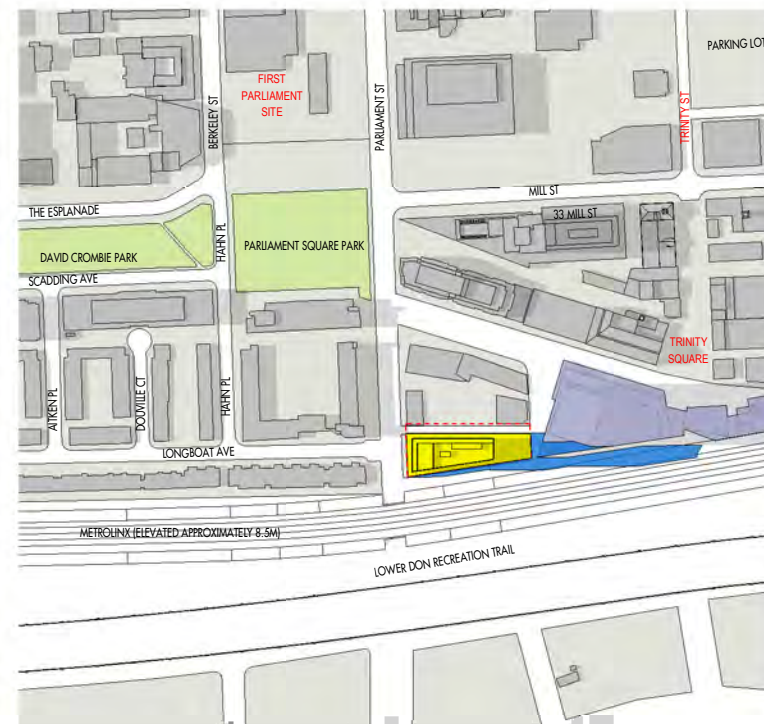 PARKING LOT
FIRST
PARLIAMENT
SITE
BERKELEY ST
PARLIAMENT ST
TRINITY ST
MILL ST
THE ESPLANADE
33 MILL ST
HAHN PL
PARLIAMENT SQUARE PARK
DAVID CROMBIE PARK
SCADDING AVE
TRINITY
SQUARE
AITKEN PL
DOUVILLE CT
HAHN PL
LONGBOAT AVE
METROLINX (ELEVATED APPROXIMATELY 8.5M)
LOWER DON RECREATION TRAIL